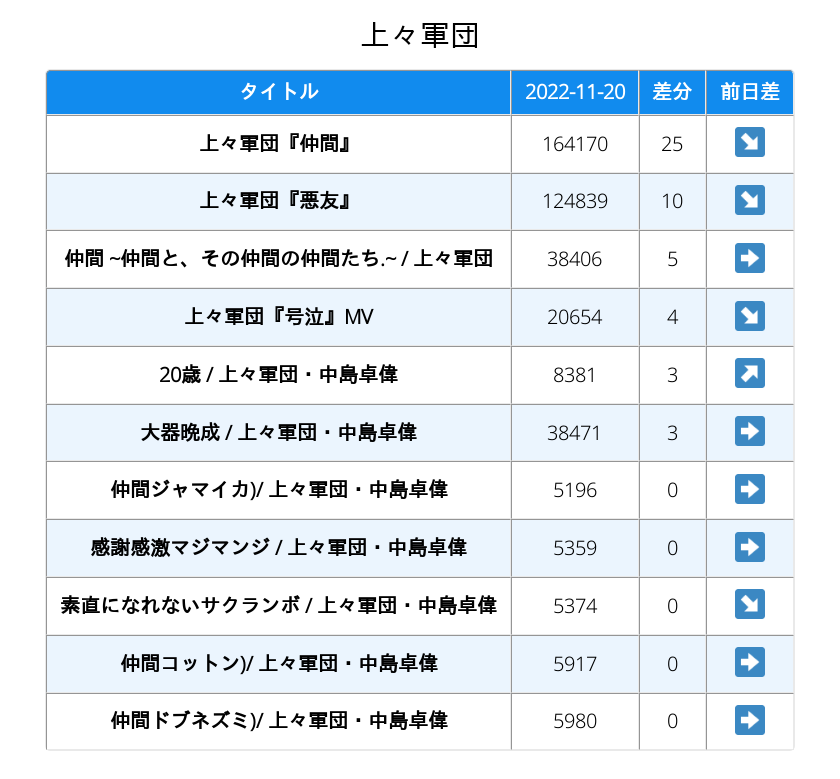 上々軍団
タイトル 2022-11-20 差分 前日差
上々軍団『仲間』 164170 25 ↘
上々軍団『悪友』 124839 10 ↘
仲間 ~仲間と、その仲間の仲間たち.~ / 上々軍団 38406 5 ➡
上々軍団『号泣』MV 20654 4 ↘
20歳 / 上々軍団・中島卓偉 8381 3 ↗
大器晩成 / 上々軍団・中島卓偉 38471 3 ➡
仲間ジャマイカ)/ 上々軍団・中島卓偉 5196 0 ➡
感謝感激マジマンジ / 上々軍団・中島卓偉 5359 0 ➡
素直になれないサクランボ / 上々軍団・中島卓偉 5374 0 ↘
仲間コットン)/ 上々軍団・中島卓偉 5917 0 ➡
仲間ドブネズミ)/ 上々軍団・中島卓偉 5980 0 ➡